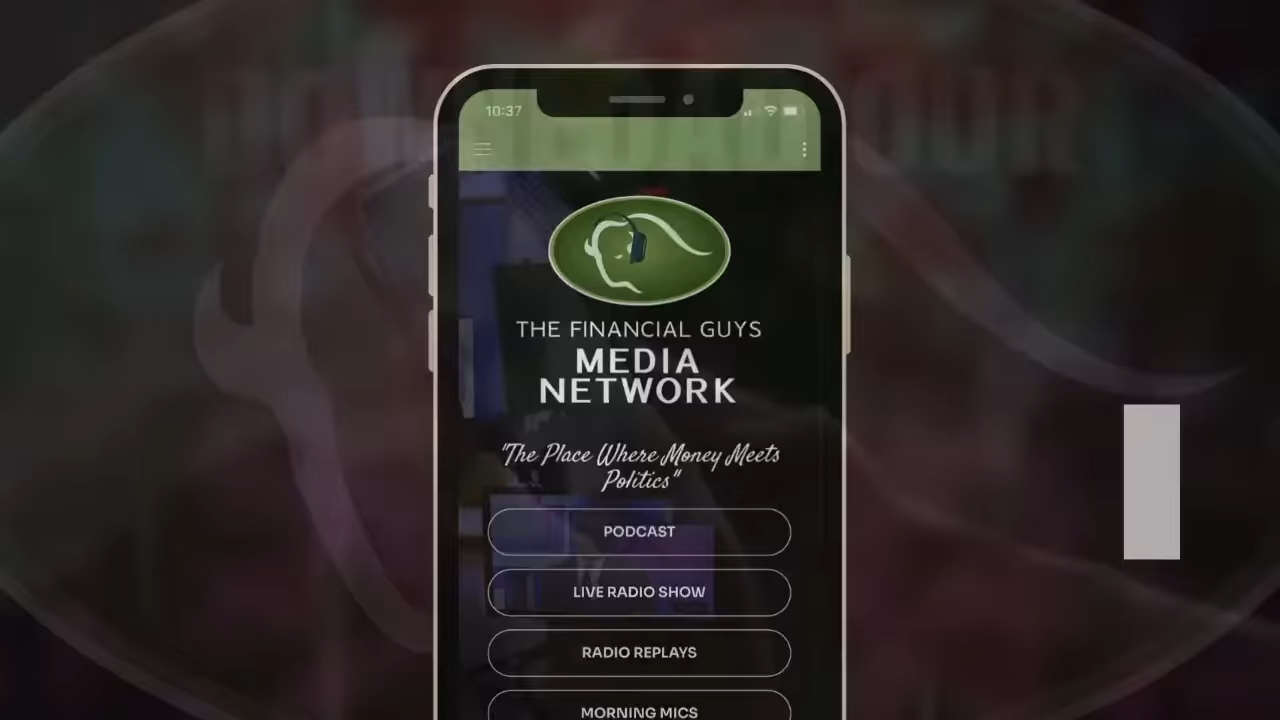 10:37
THE FINANCIAL GUYS
MEDIA
NETWORK
"The Place Where Money Meets
Politics"
PODCAST
LIVE RADIO SHOW
RADIO REPLAYS
MORNING MICS